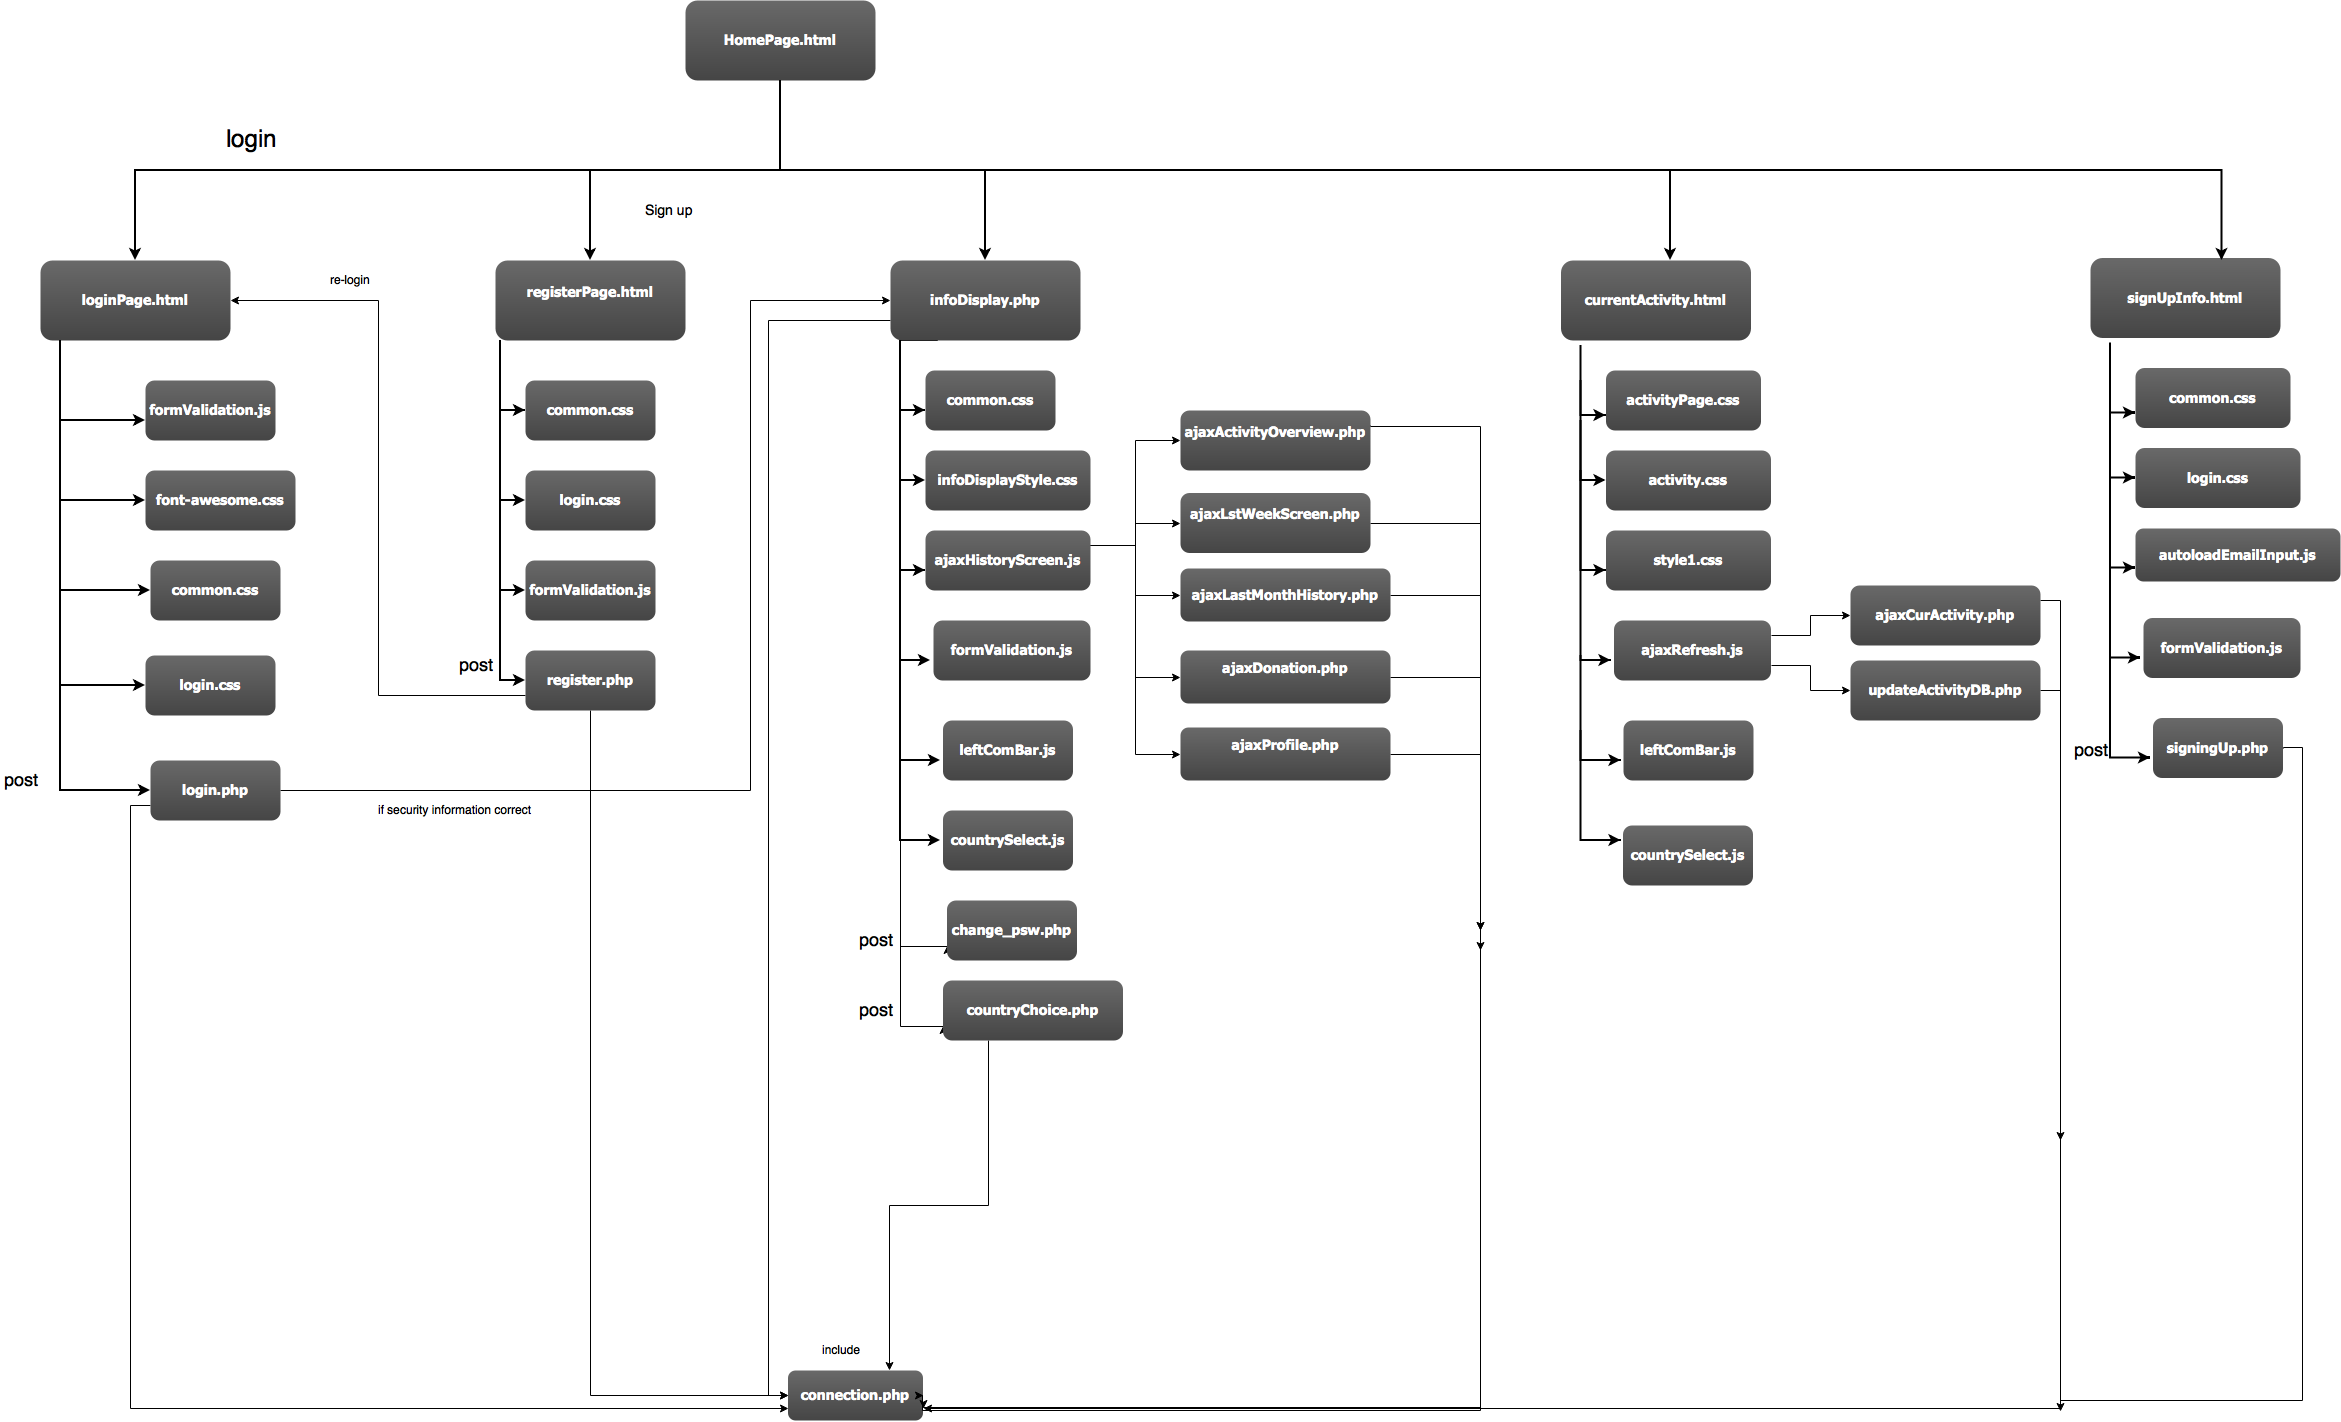 HomePage.html
login
Sign up
loginPage.html
re-login
registerPage.html
infoDisplay.php
currentActivity.html
signUpInfo.html
formValidation.js
font-awesome.css
common.css
login.css
post
login.php
if security information correct
common.css
login.css
formValidation.js
post
register.php
common.css
infoDisplayStyle.css
ajaxHistoryScreen.js
formValidation.js
leftComBar.js
countrySelect.js
post
change_psw.php
post
countryChoice.php
ajaxActivityOverview.php
ajaxLstWeekScreen.php
ajaxLastMonthHistory.php
ajaxDonation.php
ajaxProfile.php
activityPage.css
activity.css
style1.css
ajaxRefresh.js
leftComBar.js
countrySelect.js
ajaxCurActivity.php
updateActivityDB.php
common.css
login.css
autoloadEmailInput.js
formValidation.js
post
signingUp.php
include
connection.php